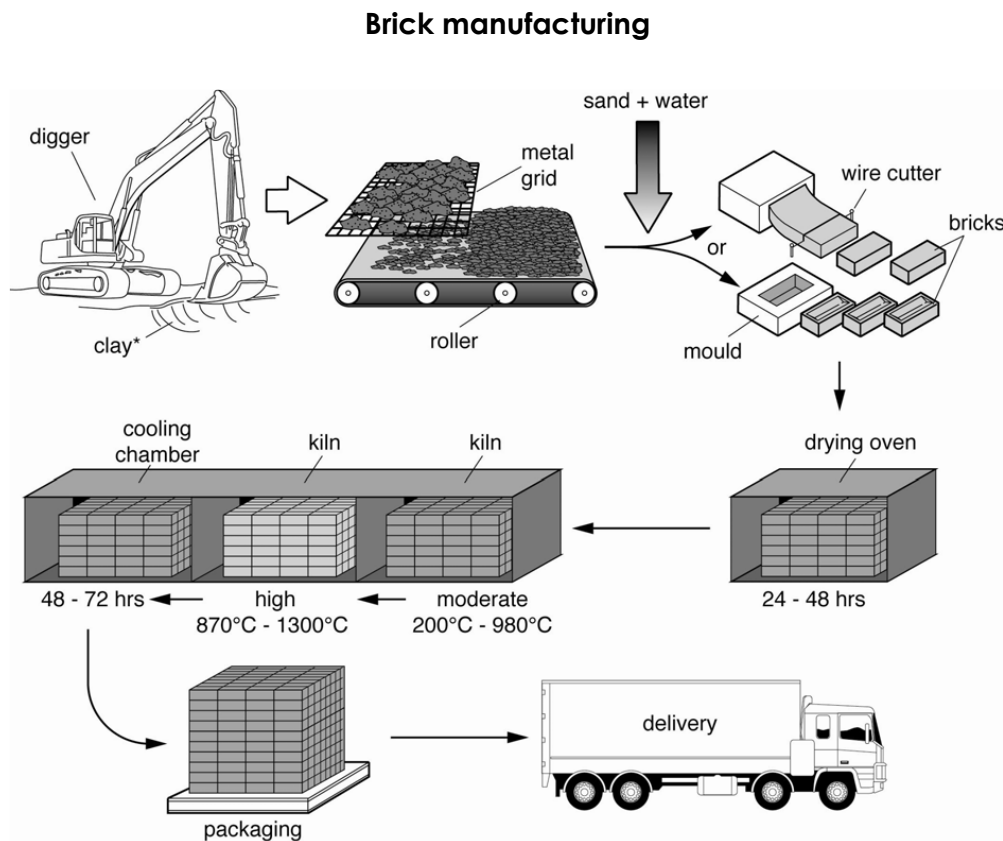 Brick manufacturing
digger
clay*
metal
grid
roller
sand + water
or
wire cutter
bricks
mould
drying oven
24 - 48 hrs
kiln
moderate
200°C - 980°C
kiln
high
870°C - 1300°C
cooling
chamber
48 - 72 hrs
packaging
delivery